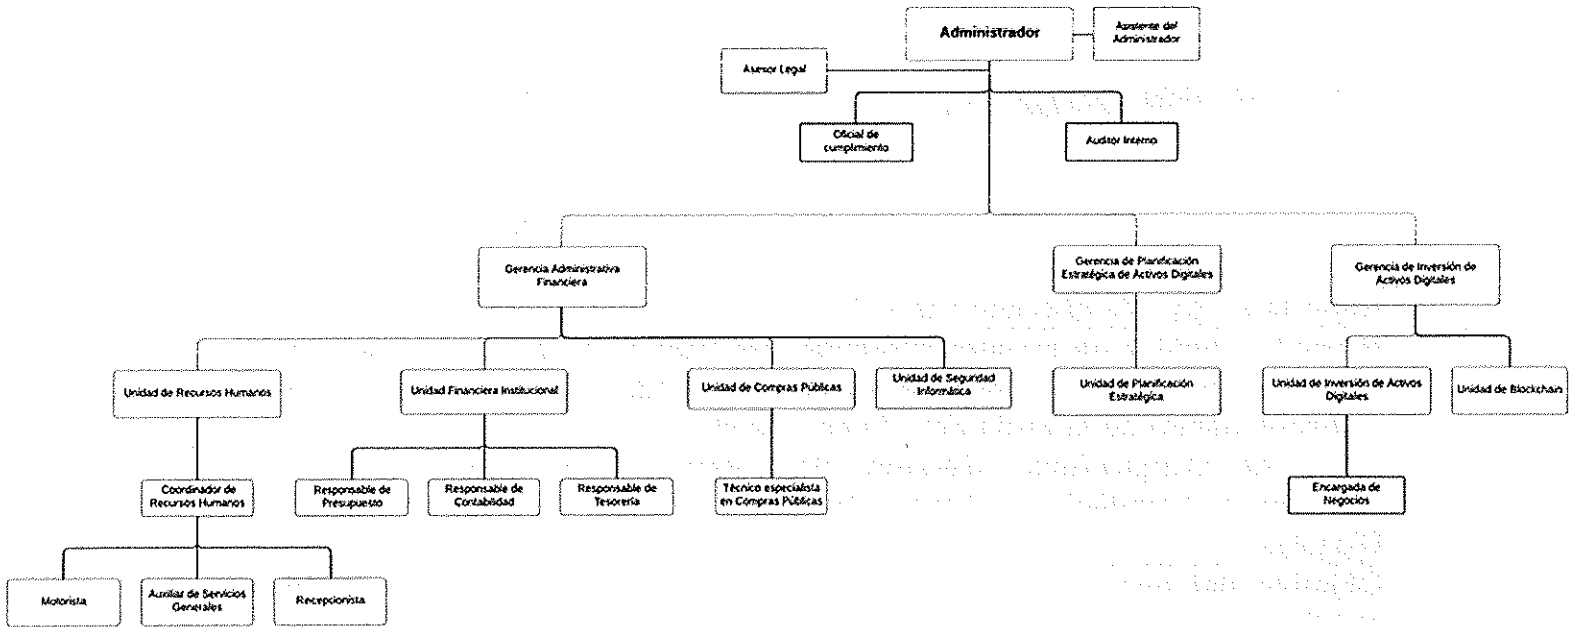 Administrador
Asistente del
Administrador
Asesor Legal
Oficial de
cumplimiento
Auditor Interno
Gerencia Administrativa
Financiera
Gerencia de Planificación
Estratégica de Activos Digitales
Gerencia de Inversión de
Activos Digitales
Unidad de Recursos Humanos
Unidad Financiera Institucional
Unidad de Compras Públicas
Unidad de Seguridad
Informática
Unidad de Planificación
Estratégica
Unidad de Inversión de Activos
Digitales
Unidad de Blockchain
Coordinador de
Recursos Humanos
Responsable de
Presupuesto
Responsable de
Contabilidad
Responsable de
Tesorería
Técnico especialista
en Compras Públicas
Encargada de
Negocios
Motorista
Auxiliar de Servicios
Generales
Recepcionista